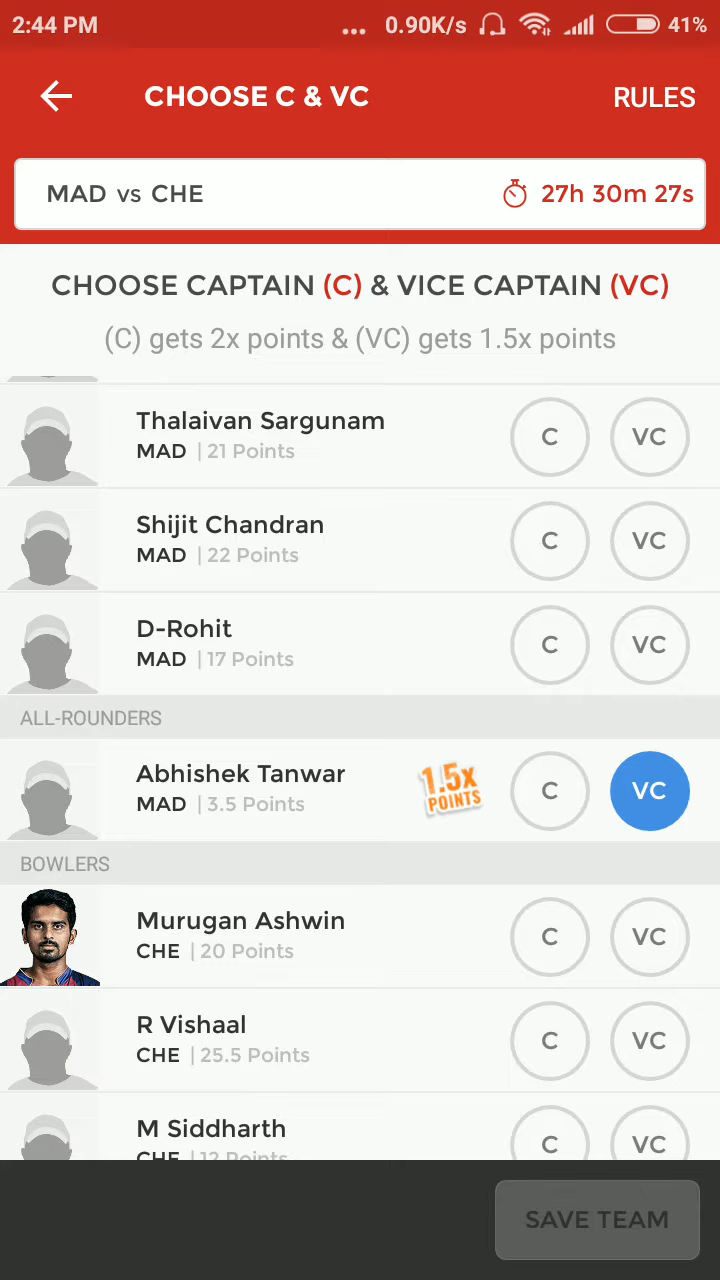 2:44 PM ... 0.90K/s 41%
CHOOSE C & VC RULES
MAD vs CHE 27h 30m 27s
CHOOSE CAPTAIN (C) & VICE CAPTAIN (VC)
(C) gets 2x points & (VC) gets 1.5x points
Thalaivan Sargunam
MAD | 21 Points
C VC
Shijit Chandran
MAD | 22 Points
C VC
D-Rohit
MAD | 17 Points
C VC
ALL-ROUNDERS
Abhishek Tanwar
MAD | 3.5 Points
1.5x
POINTS
C VC
BOWLERS
Murugan Ashwin
CHE | 20 Points
C VC
R Vishaal
CHE | 25.5 Points
C VC
M Siddharth
CHE | 12 Points
C VC
SAVE TEAM